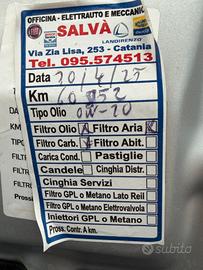 OFFICINA - ELETTRAUTO E MECCANIC
FIAT
SALVÀ
LANDIRENZO
Via Zia Lisa, 253 - Catania
Tel. 095.574513
Data 30/4/25
Km
Tipo Olio 0W-20
Filtro Olio Filtro Aria
Filtro Carb. Filtro Abit.
Carica Cond. Pastiglie
Candele Cinghia Distr.
Cinghia Servizi
Filtro GPL o Metano Lato Reil
Filtro GPL o Metano Elettrovalvola
Iniettori GPL o Metano
Pross. Contr. A km.
subito